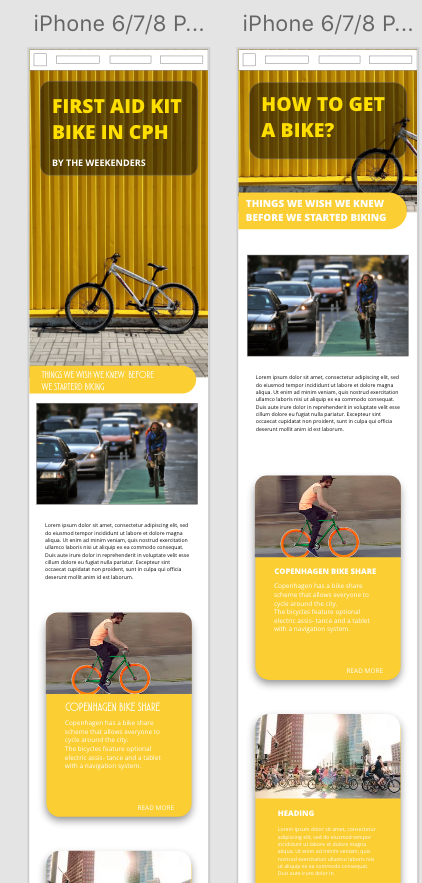 iPhone 6/7/8 P...
FIRST AID KIT
BIKE IN CPH
BY THE WEEKENDERS
THINGS WE WISH WE KNEW BEFORE
WE STARTERD BIKING
Lorem ipsum dolor sit amet, consectetur adipiscing elit, sed
do eiusmod tempor incididunt ut labore et dolore magna
aliqua. Ut enim ad minim veniam, quis nostrud exercitation
ullamco laboris nisi ut aliquip ex ea commodo consequat.
Duis aute irure dolor in reprehenderit in voluptate velit esse
cillum dolore eu fugiat nulla pariatur. Excepteur sint
occaecat cupidatat non proident, sunt in culpa qui officia
deserunt mollit anim id est laborum.
COPENHAGEN BIKE SHARE
Copenhagen has a bike share
scheme that allows everyone to
cycle around the city.
The bicycles feature optional
electric assis- tance and a tablet
with a navigation system.
READ MORE
iPhone 6/7/8 P...
HOW TO GET
A BIKE?
THINGS WE WISH WE KNEW
BEFORE WE STARTED BIKING
Lorem ipsum dolor sit amet, consectetur adipiscing elit, sed
do eiusmod tempor incididunt ut labore et dolore magna
aliqua. Ut enim ad minim veniam, quis nostrud exercitation
ullamco laboris nisi ut aliquip ex ea commodo consequat.
Duis aute irure dolor in reprehenderit in voluptate velit esse
cillum dolore eu fugiat nulla pariatur. Excepteur sint
occaecat cupidatat non proident, sunt in culpa qui officia
deserunt mollit anim id est laborum.
COPENHAGEN BIKE SHARE
Copenhagen has a bike share
scheme that allows everyone to
cycle around the city.
The bicycles feature optional
electric assis- tance and a tablet
with a navigation system.
READ MORE
HEADING
Lorem ipsum dolor sit amet, consectetur
adipiscing elit, sed do eiusmod tempor
incididunt ut labore et dolore magna
aliqua. Ut enim ad minim veniam, quis
nostrud exercitation ullamco laboris nisi
ut aliquip ex ea commodo consequat.
Duis aute irure dolor in